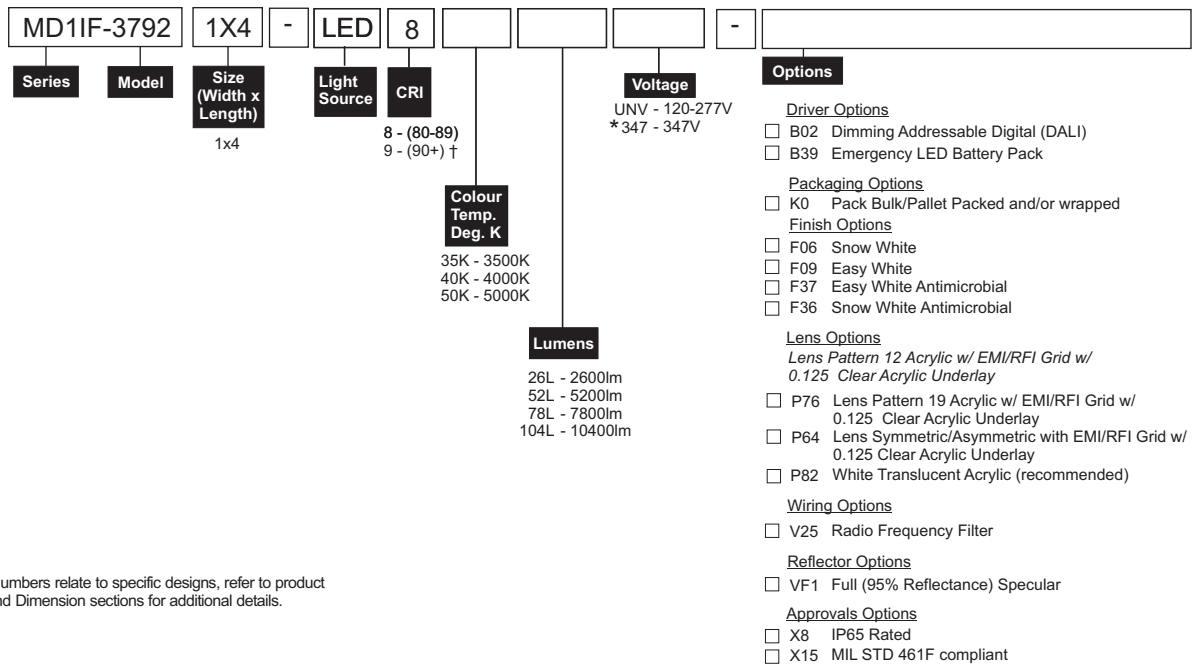 MD1IF-3792 1X4 - LED 8 -
Series Model Size (Width x Length) Light Source CRI Voltage Options
1x4
8 - (80-89)
9 - (90+) †
Colour Temp. Deg. K
35K - 3500K
40K - 4000K
50K - 5000K
Lumens
26L - 2600lm
52L - 5200lm
78L - 7800lm
104L - 10400lm
UNV - 120-277V
*347 - 347V
Driver Options
B02 Dimming Addressable Digital (DALI)
B39 Emergency LED Battery Pack
Packaging Options
K0 Pack Bulk/Pallet Packed and/or wrapped
Finish Options
F06 Snow White
F09 Easy White
F37 Easy White Antimicrobial
F36 Snow White Antimicrobial
Lens Options
Lens Pattern 12 Acrylic w/ EMI/RFI Grid w/
0.125 Clear Acrylic Underlay
P76 Lens Pattern 19 Acrylic w/ EMI/RFI Grid w/
0.125 Clear Acrylic Underlay
P64 Lens Symmetric/Asymmetric with EMI/RFI Grid w/
0.125 Clear Acrylic Underlay
P82 White Translucent Acrylic (recommended)
Wiring Options
V25 Radio Frequency Filter
Reflector Options
VF1 Full (95% Reflectance) Specular
Approvals Options
X8 IP65 Rated
X15 MIL STD 461F compliant
umbers relate to specific designs, refer to product
nd Dimension sections for additional details.